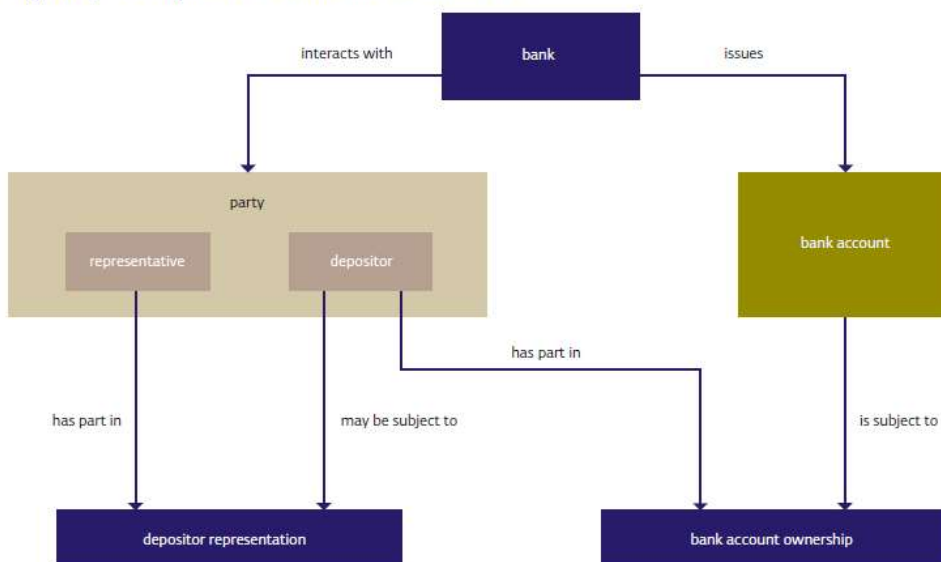 bank
interacts with
issues
party
representative
depositor
bank account
has part in
has part in
may be subject to
is subject to
depositor representation
bank account ownership